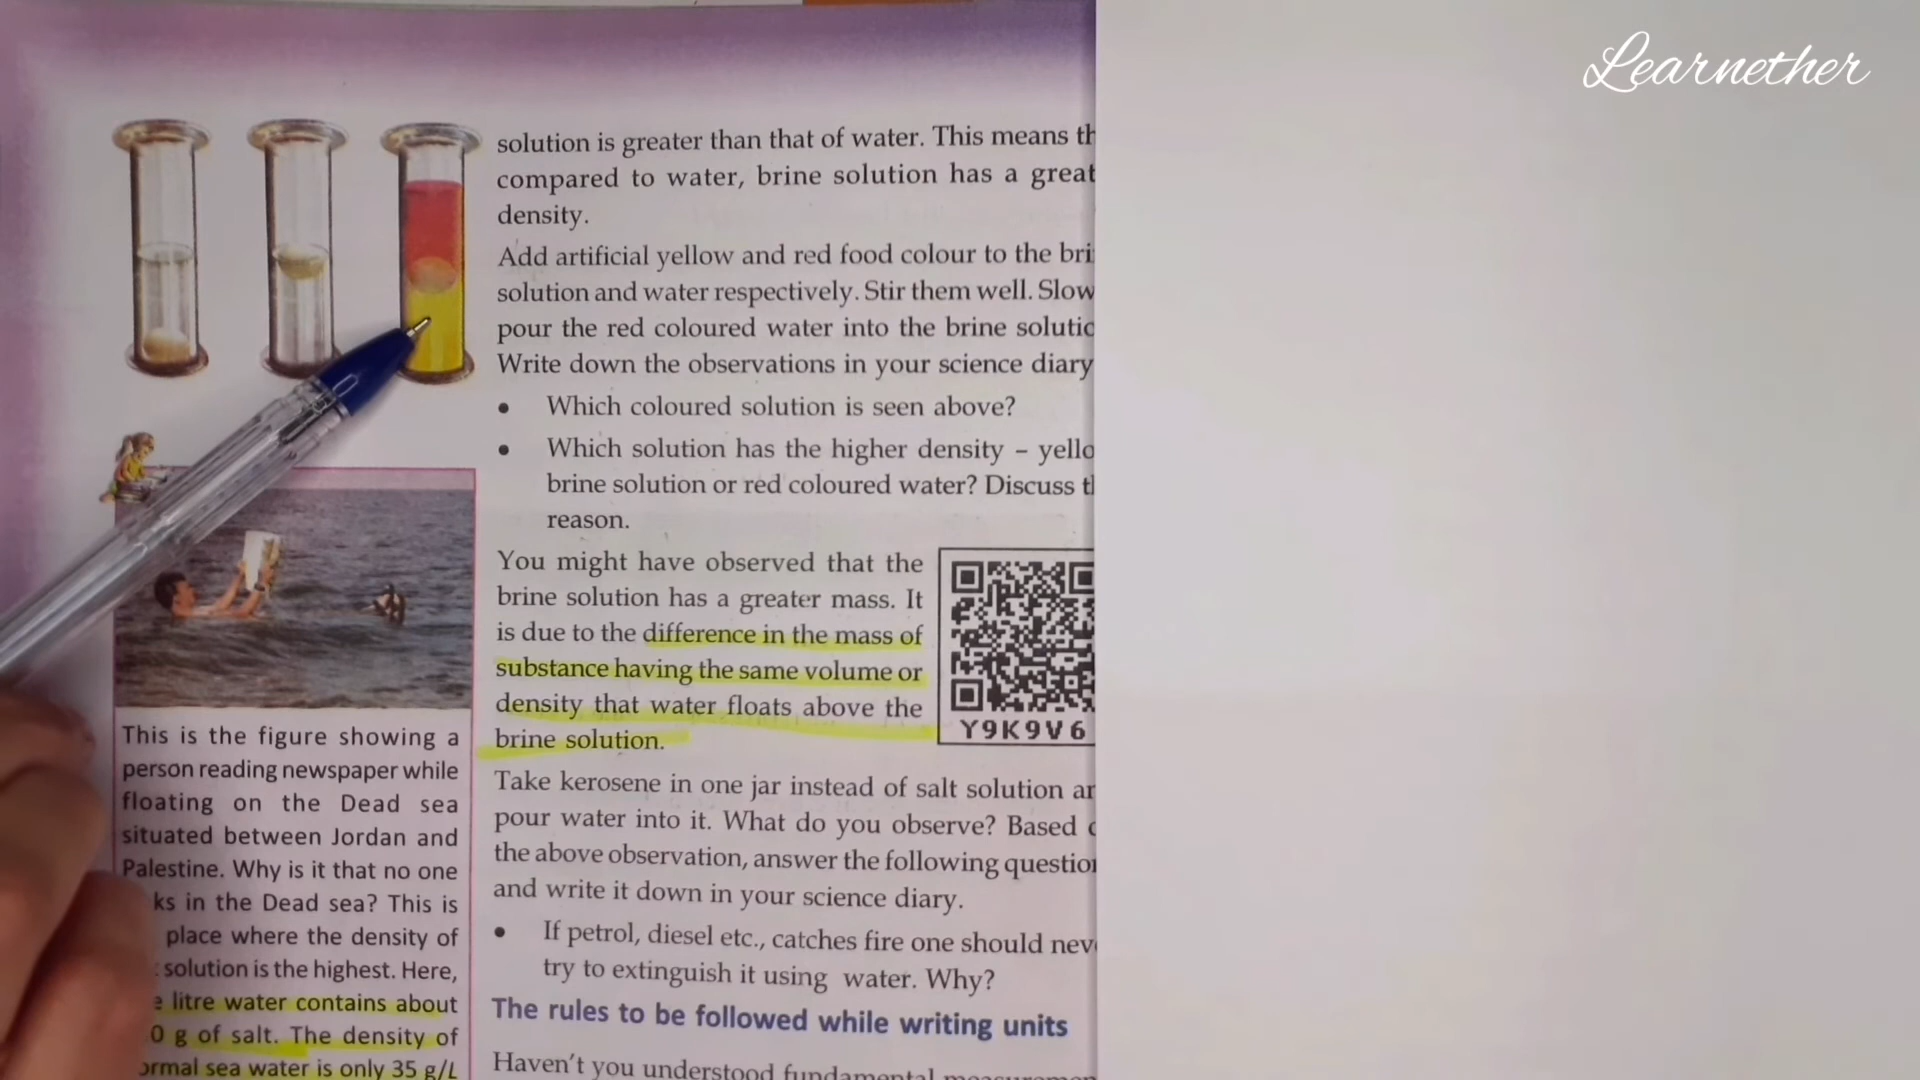 Learnether
solution is greater than that of water. This means
compared to water, brine solution has a great
density.
Add artificial yellow and red food colour to the bri
solution and water respectively. Stir them well. Slow
pour the red coloured water into the brine solutio
Write down the observations in your science diary
• Which coloured solution is seen above?
• Which solution has the higher density – yello
brine solution or red coloured water? Discuss
reason.
You might have observed that the
brine solution has a greater mass. It
is due to the difference in the mass of
substance having the same volume or
density that water floats above the
brine solution.
Y9K9V6
Take kerosene in one jar instead of salt solution
pour water into it. What do you observe? Based
the above observation, answer the following question
and write it down in your science diary.
• If petrol, diesel etc., catches fire one should nev
try to extinguish it using water. Why?
The rules to be followed while writing units
Haven't you understood fundamental
This is the figure showing a
person reading newspaper while
floating on the Dead sea
situated between Jordan and
Palestine. Why is it that no one
ks in the Dead sea? This is
place where the density of
solution is the highest. Here,
litre water contains about
0 g of salt. The density of
ormal sea water is only 35 g/L